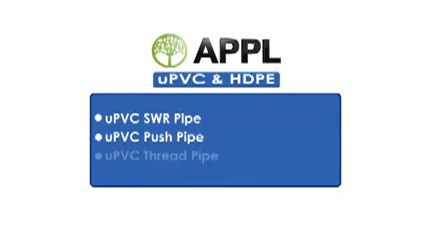 APPL
uPVC & HDPE
uPVC SWR Pipe
uPVC Push Pipe
uPVC Thread Pipe